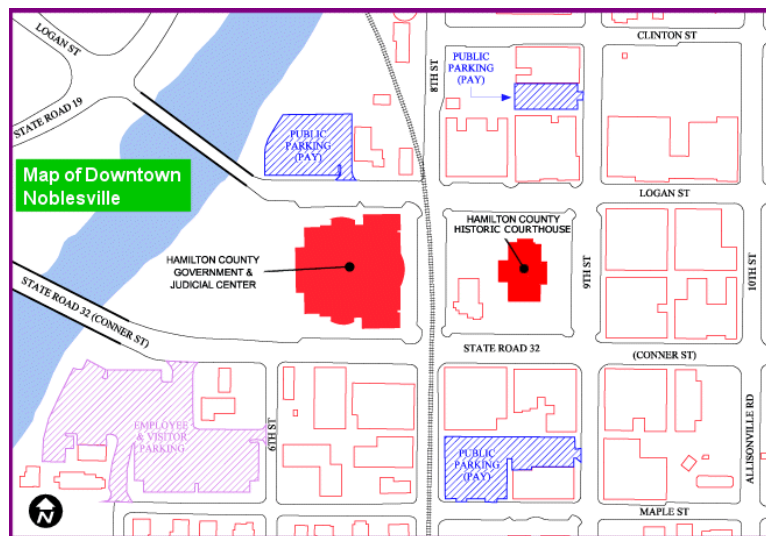 LOGAN ST
STATE ROAD 19
Map of Downtown
Noblesville
PUBLIC
PARKING
(PAY)
8TH ST
PUBLIC
PARKING
(PAY)
CLINTON ST
LOGAN ST
HAMILTON COUNTY
GOVERNMENT &
JUDICIAL CENTER
HAMILTON COUNTY
HISTORIC COURTHOUSE
9TH ST
10TH ST
STATE ROAD 32 (CONNER ST)
STATE ROAD 32
(CONNER ST)
EMPLOYEE
& VISITOR
PARKING
6TH ST
PUBLIC
PARKING
(PAY)
ALLISONVILLE RD
MAPLE ST
N